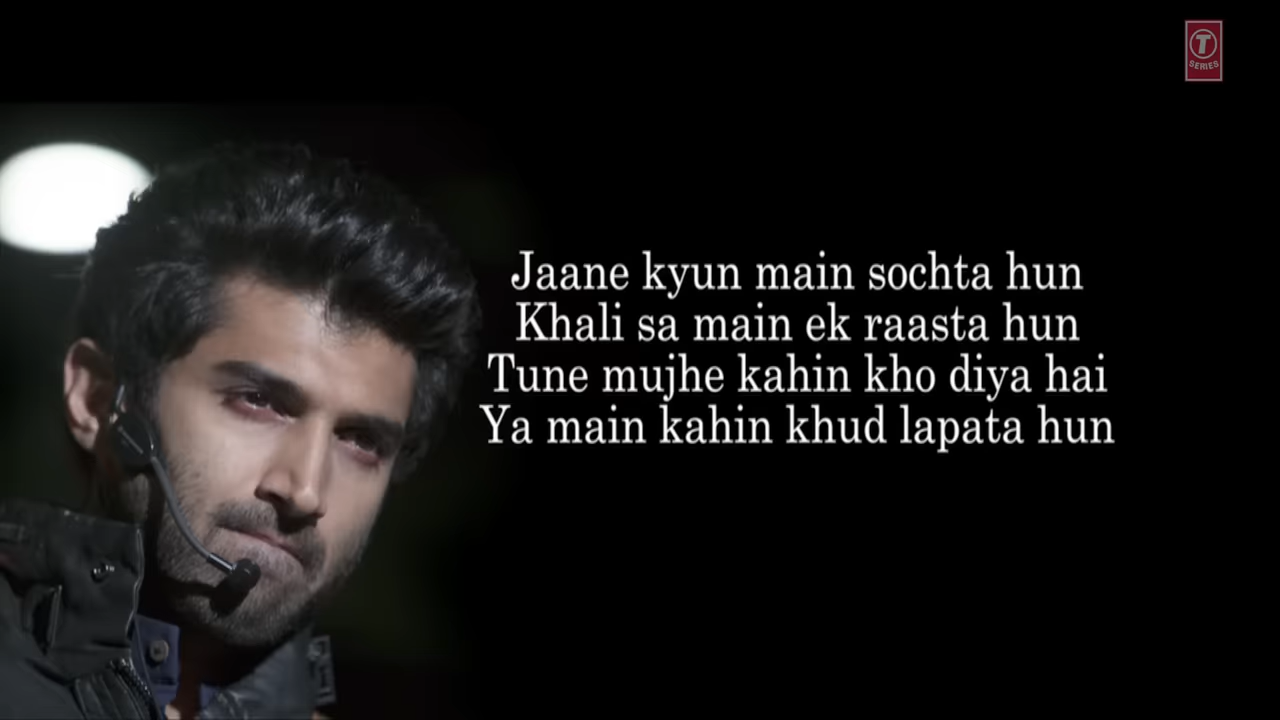 T
SERIES
Jaane kyun main sochta hun
Khali sa main ek raasta hun
Tune mujhe kahin kho diya hai
Ya main kahin khud lapata hun